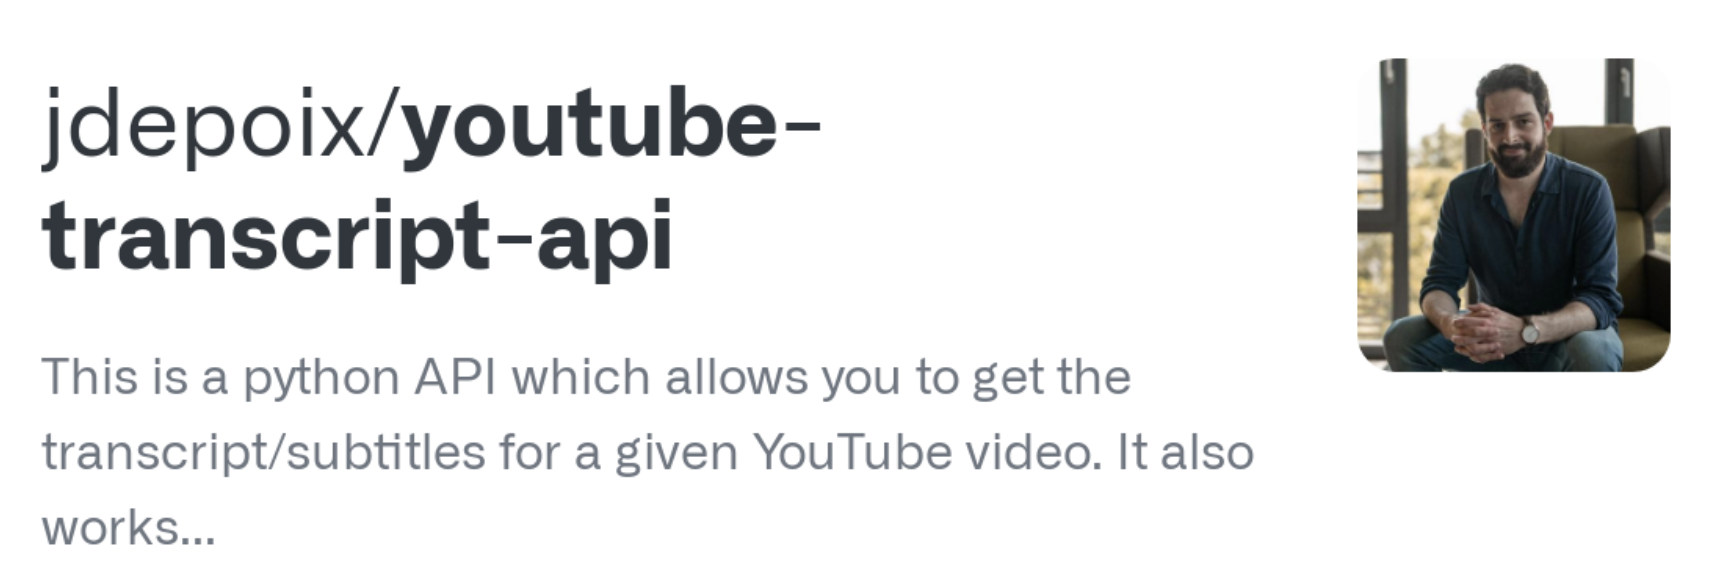 jdepoix/youtube-
transcript-api
This is a python API which allows you to get the
transcript/subtitles for a given YouTube video. It also
works...